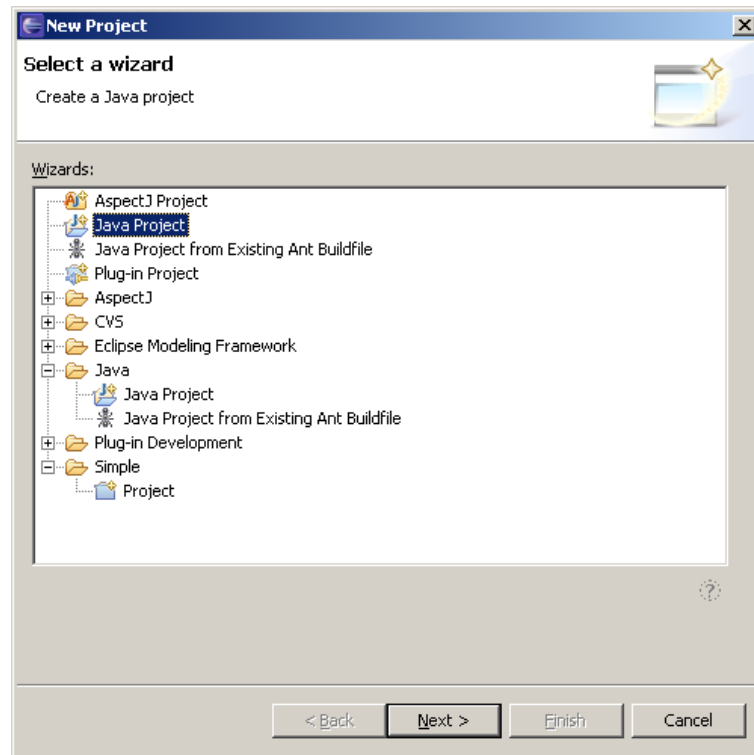 New Project
Select a wizard
Create a Java project
Wizards:
AspectJ Project
Java Project
Java Project from Existing Ant Buildfile
Plug-in Project
AspectJ
CVS
Eclipse Modeling Framework
Java
Java Project
Java Project from Existing Ant Buildfile
Plug-in Development
Simple
Project
< Back Next > Finish Cancel